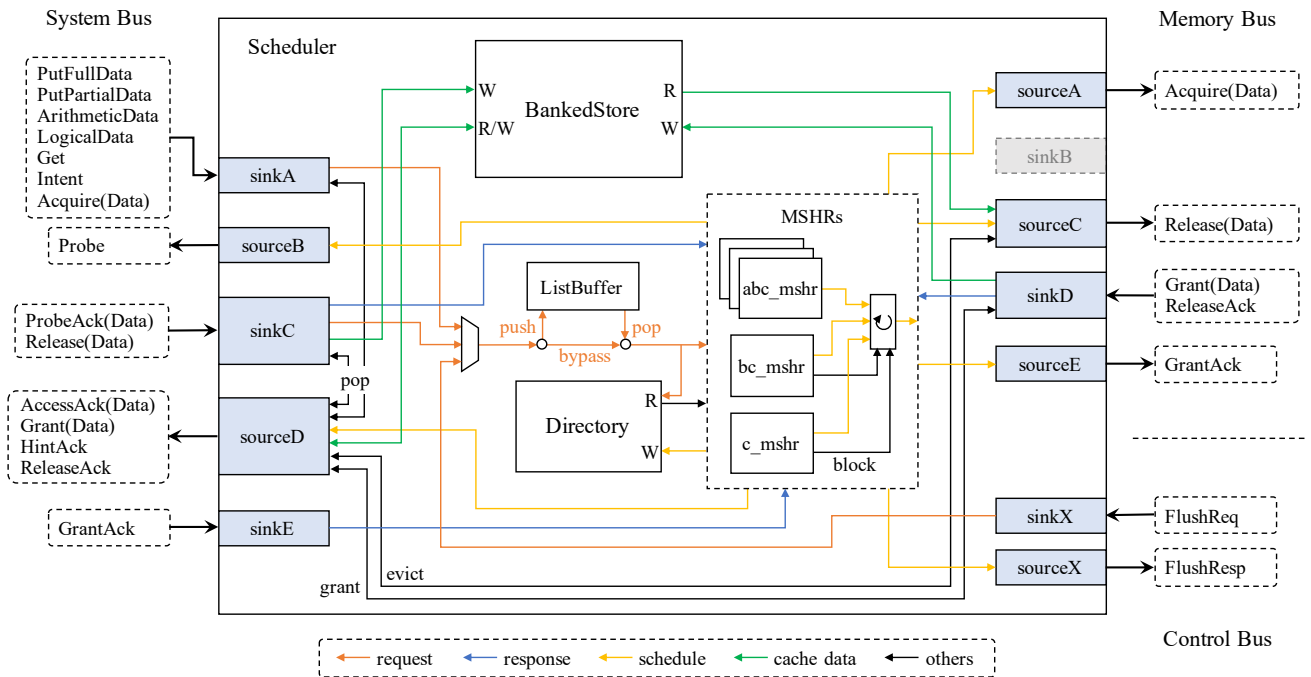 System Bus
Memory Bus
Scheduler
PutFullData
PutPartialData
ArithmeticData
LogicalData
Get
Intent
Acquire(Data)
Probe
ProbeAck(Data)
Release(Data)
AccessAck(Data)
Grant(Data)
HintAck
ReleaseAck
GrantAck
sinkA
sourceB
sinkC
pop
sourceD
sinkE
W
R/W
BankedStore
R
W
ListBuffer
push
pop
bypass
R
Directory
W
MSHRs
abc_mshr
bc_mshr
c_mshr
block
evict
grant
sourceA
sinkB
sourceC
sinkD
sourceE
sinkX
sourceX
Acquire(Data)
Release(Data)
Grant(Data)
ReleaseAck
GrantAck
FlushReq
FlushResp
Control Bus
request
response
schedule
cache data
others